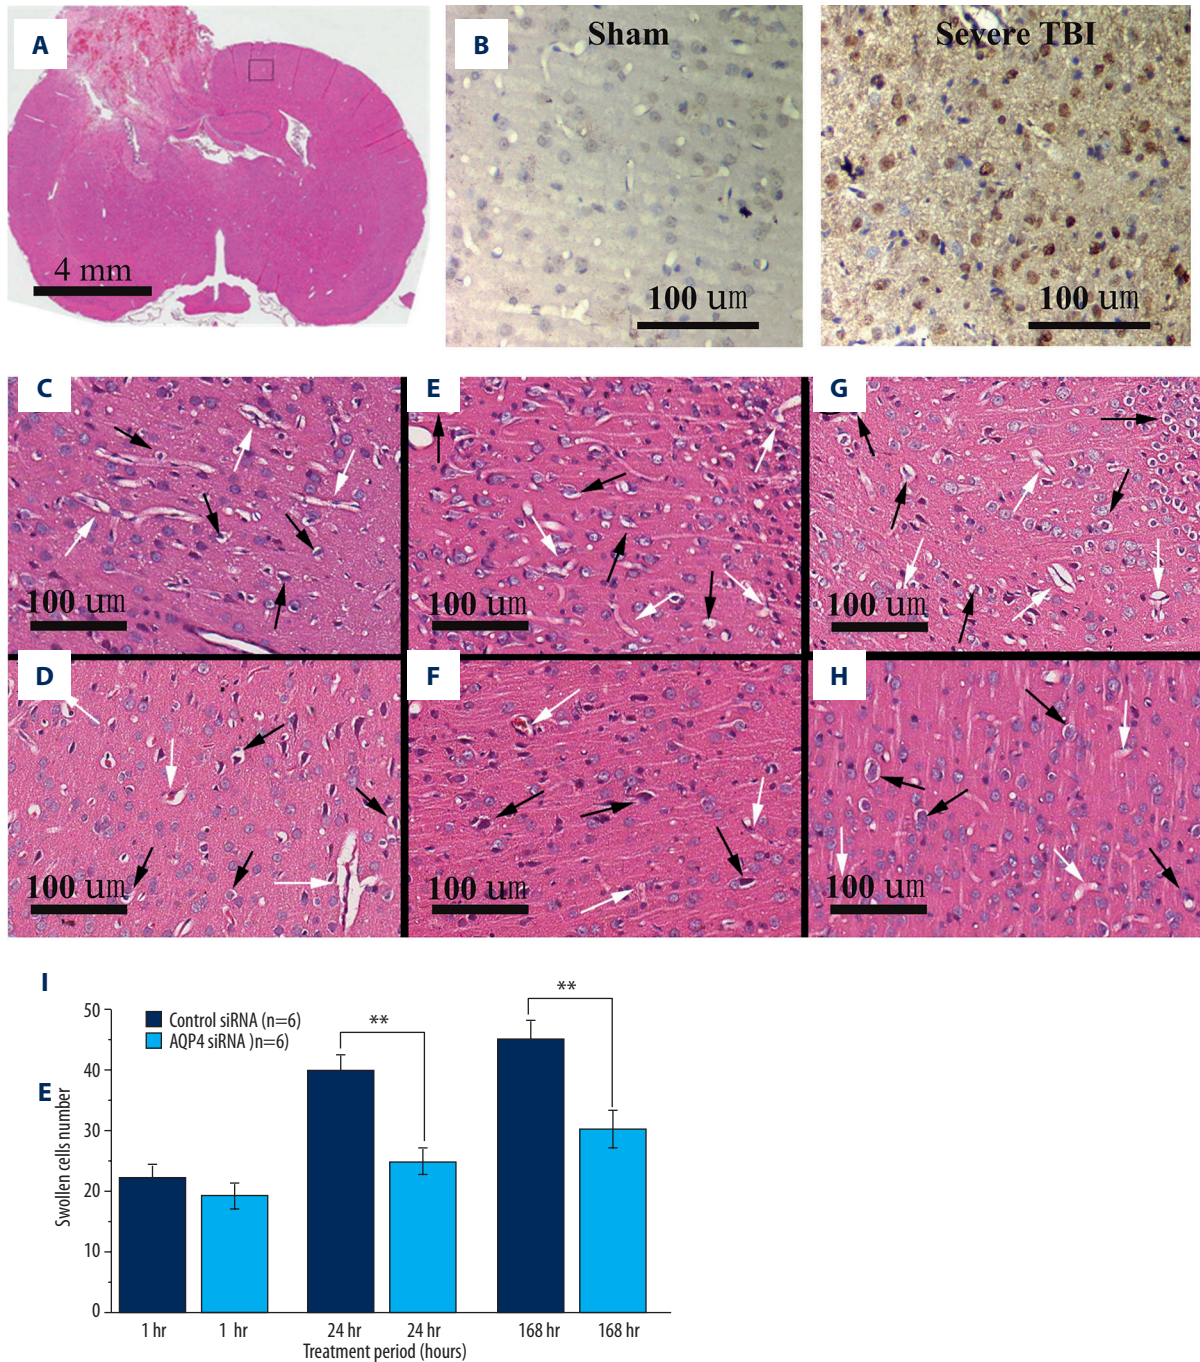 A
4 mm
B
Sham
100 um
Severe TBI
100 um
C
100 um
E
100 um
G
100 um
D
100 um
F
100 um
H
100 um
I
E
Swollen cells number
50
40
30
20
10
0
Control siRNA (n=6)
AQP4 siRNA )n=6)
**
**
1 hr
1 hr
24 hr
24 hr
168 hr
168 hr
Treatment period (hours)